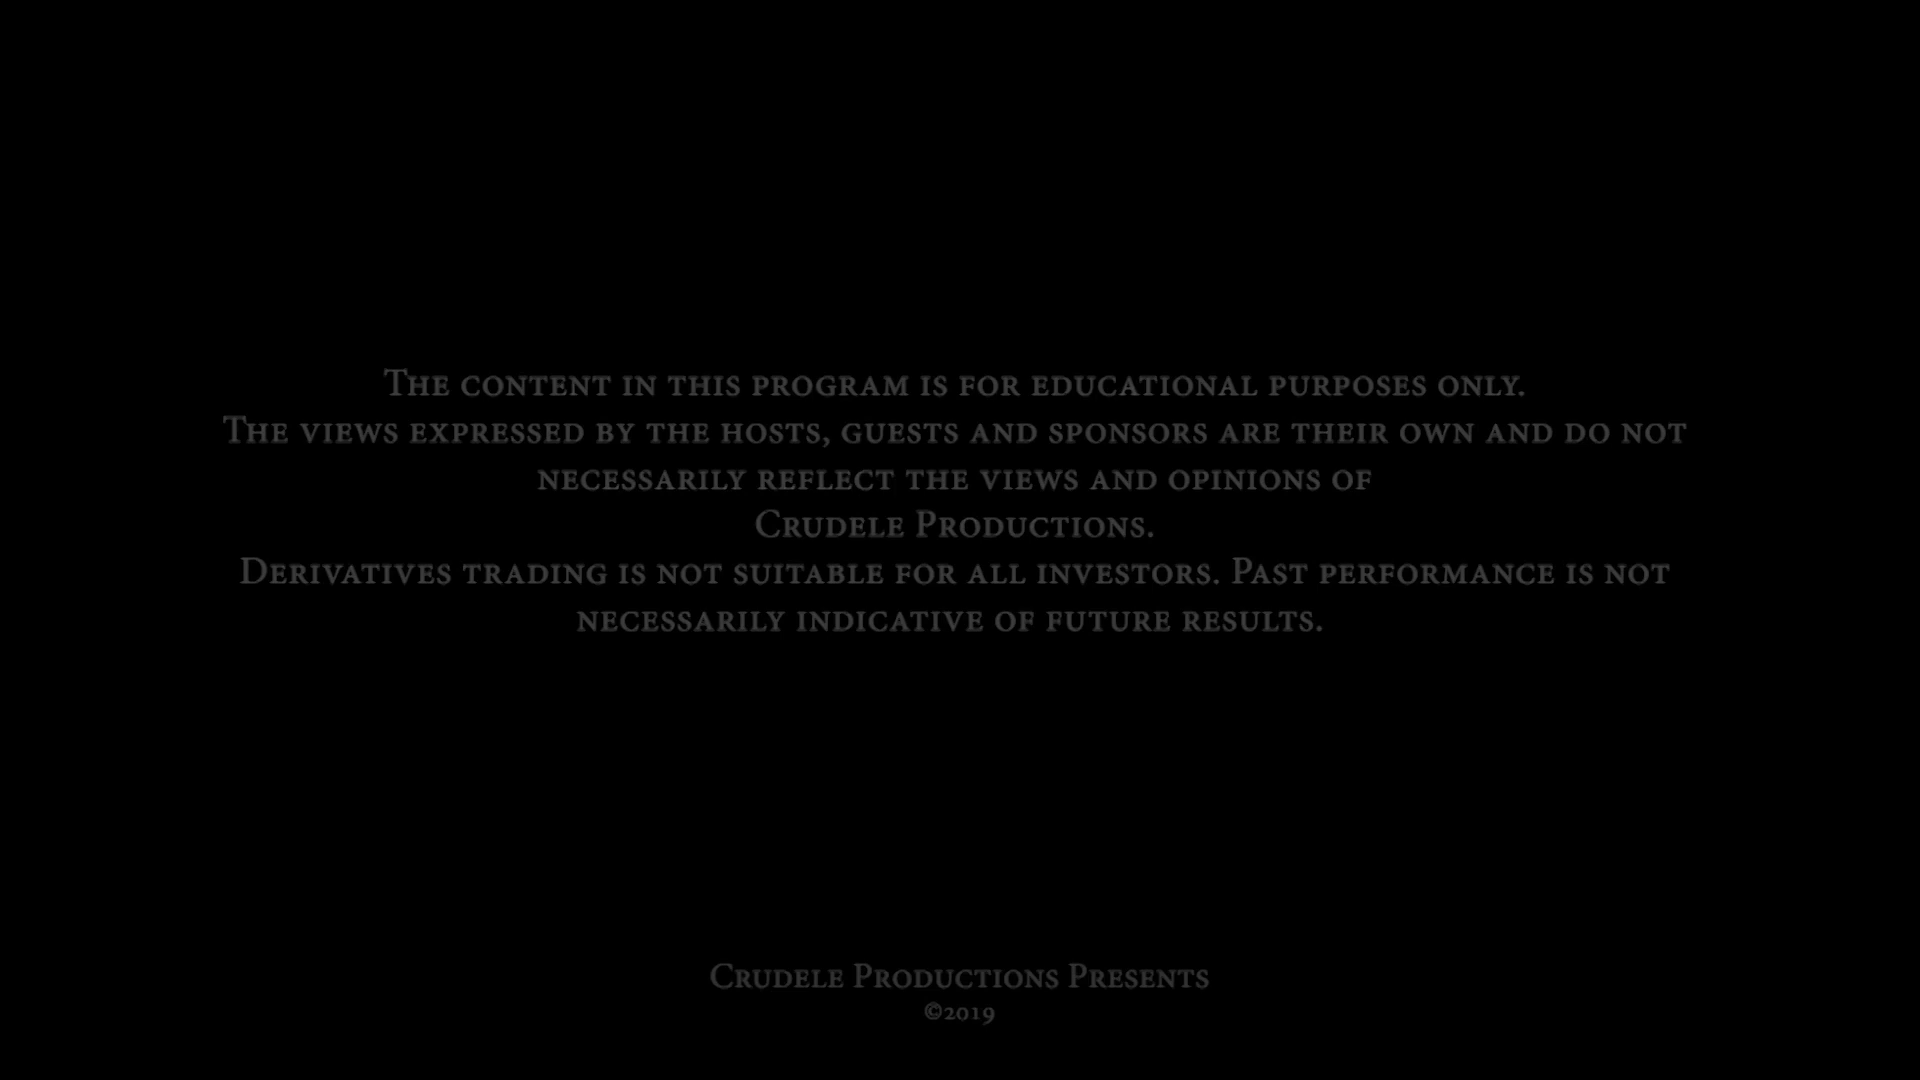 The content in this program is for educational purposes only.
The views expressed by the hosts, guests and sponsors are their own and do not
necessarily reflect the views and opinions of
Crudele Productions.
Derivatives trading is not suitable for all investors. Past performance is not
necessarily indicative of future results.
Crudele Productions Presents
©2019